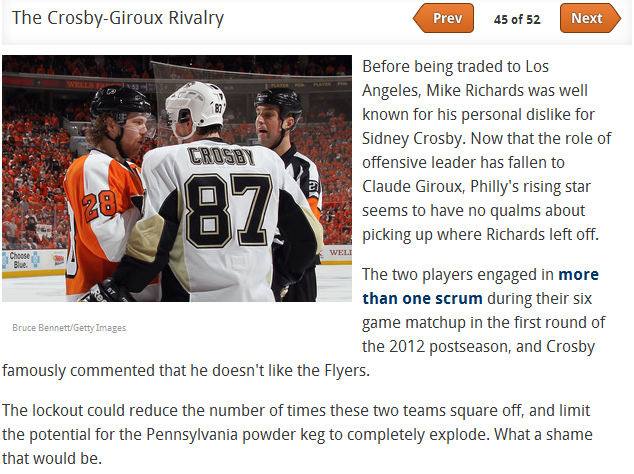 The Crosby-Giroux Rivalry
Prev
45 of 52
Next
WELLS
28
CROSBY
87
87
Choose
Blue.
WELL
Bruce Bennett/Getty Images
Before being traded to Los
Angeles, Mike Richards was well
known for his personal dislike for
Sidney Crosby. Now that the role of
offensive leader has fallen to
Claude Giroux, Philly's rising star
seems to have no qualms about
picking up where Richards left off.
The two players engaged in more
than one scrum during their six
game matchup in the first round of
the 2012 postseason, and Crosby
famously commented that he doesn't like the Flyers.
The lockout could reduce the number of times these two teams square off, and limit
the potential for the Pennsylvania powder keg to completely explode. What a shame
that would be.